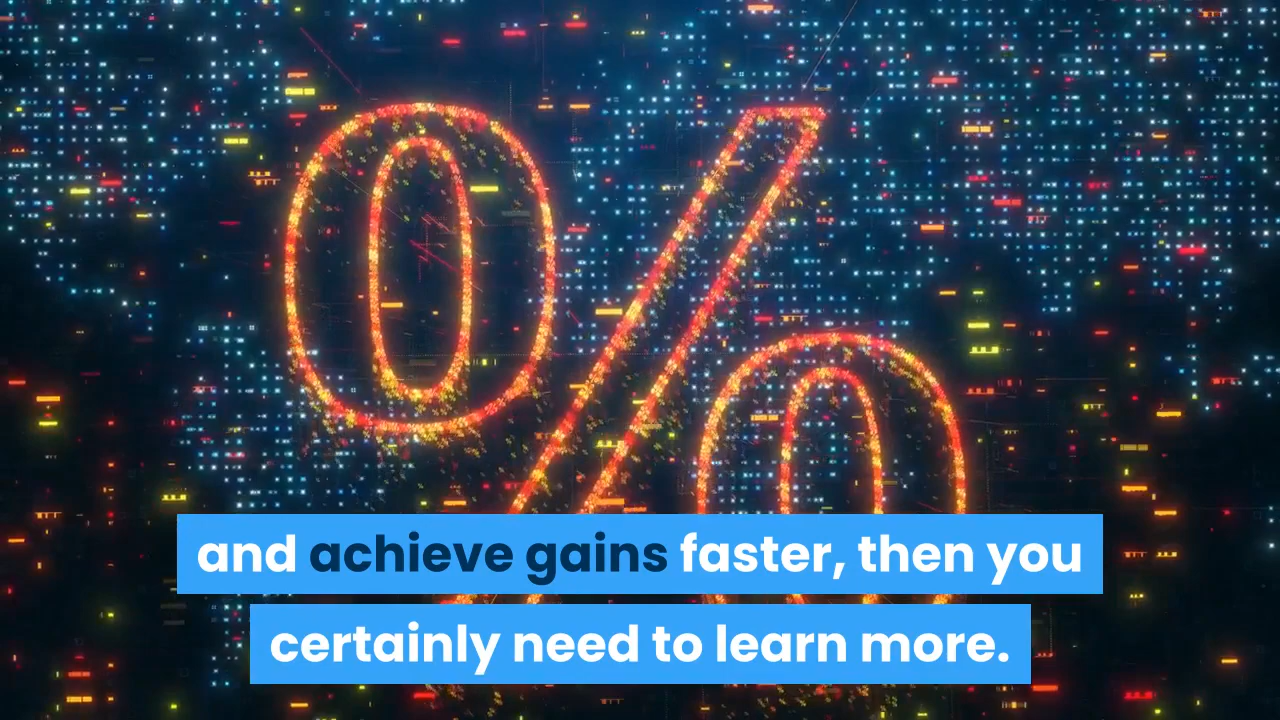 %
and achieve gains faster, then you
certainly need to learn more.